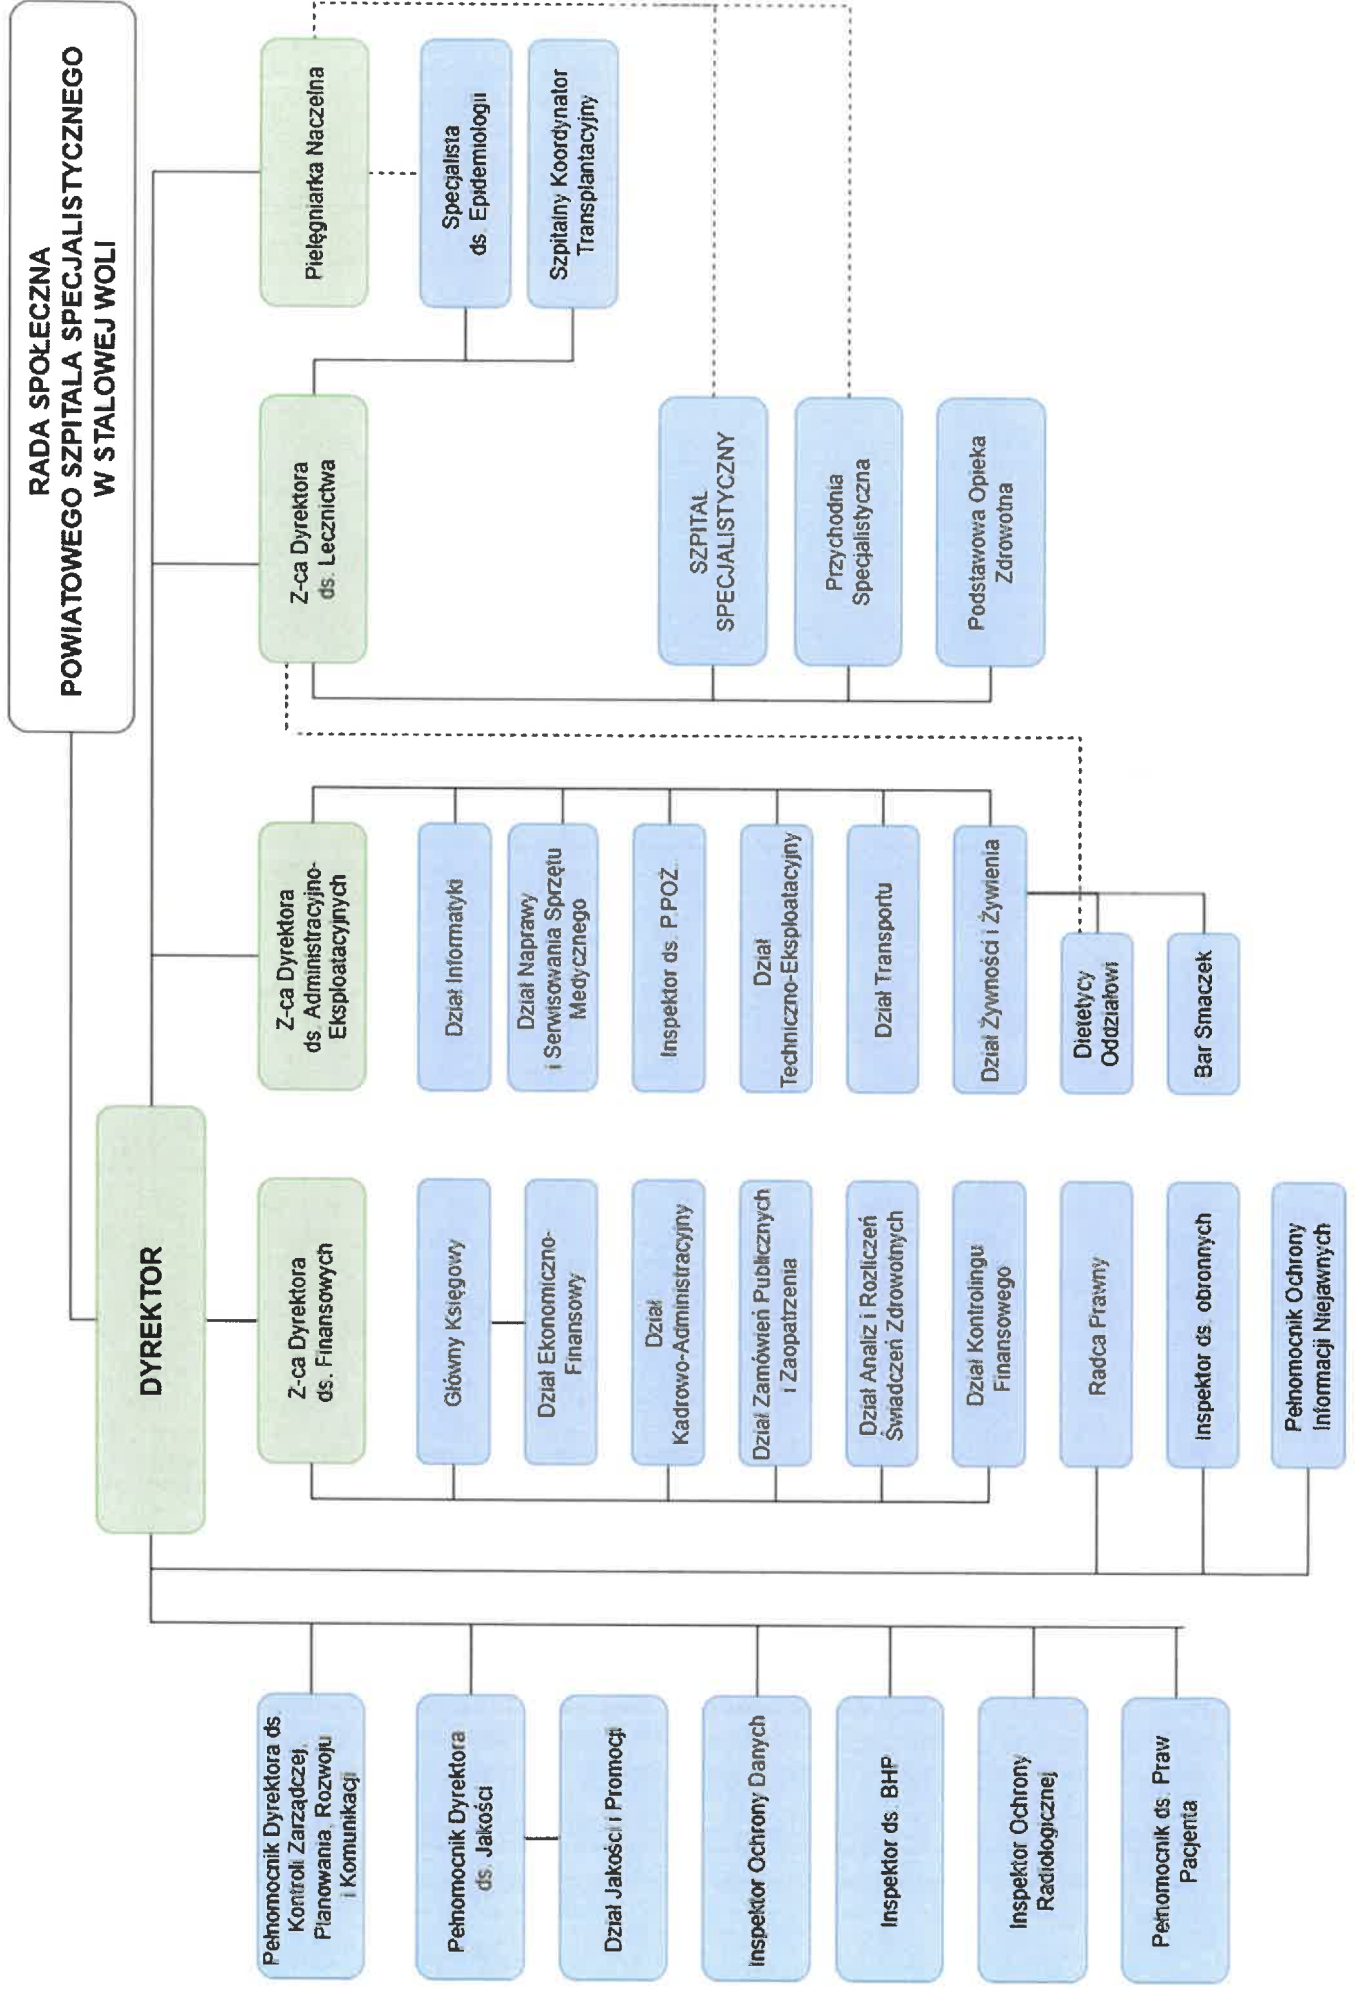 RADA SPOŁECZNA
POWIATOWEGO SZPITALA SPECJALISTYCZNEGO
W STALOWEJ WOLI
DYREKTOR
Pełnomocnik Dyrektora ds.
Kontroli Zarządczej,
Planowania, Rozwoju
i Komunikacji
Pełnomocnik Dyrektora
ds. Jakości
Dział Jakości i Promocji
Inspektor Ochrony Danych
Inspektor ds. BHP
Inspektor Ochrony
Radiologicznej
Pełnomocnik ds. Praw
Pacjenta
Z-ca Dyrektora
ds. Finansowych
Główny Księgowy
Dział Ekonomiczno-
Finansowy
Dział
Kadrowo-Administracyjny
Dział Zamówień Publicznych
i Zaopatrzenia
Dział Analiz i Rozliczeń
Świadczeń Zdrowotnych
Dział Kontrolingu
Finansowego
Radca Prawny
Inspektor ds. obronnych
Pełnomocnik Ochrony
Informacji Niejawnych
Z-ca Dyrektora
ds. Administracyjno-
Eksploatacyjnych
Dział Informatyki
Dział Naprawy
i Serwisowania Sprzętu
Medycznego
Inspektor ds. P.POŻ.
Dział
Techniczno-Eksploatacyjny
Dział Transportu
Dział Żywności i Żywienia
Dietetycy
Oddziałowi
Bar Smaczek
Z-ca Dyrektora
ds. Lecznictwa
SZPITAL
SPECJALISTYCZNY
Przychodnia
Specjalistyczna
Podstawowa Opieka
Zdrowotna
Pielęgniarka Naczelna
Specjalista
ds. Epidemiologii
Szpitalny Koordynator
Transplantacyjny